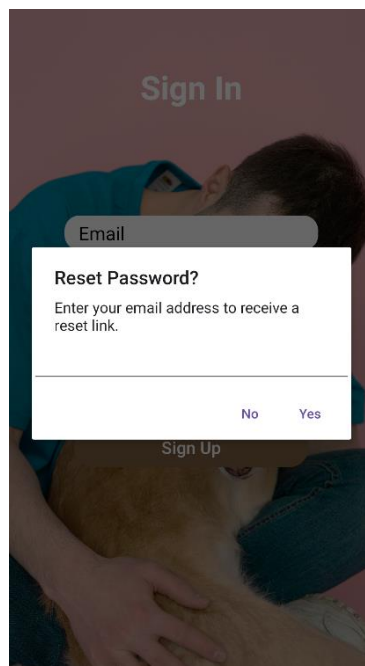 Sign In
Email
Reset Password?
Enter your email address to receive a
reset link.
No Yes
Sign Up